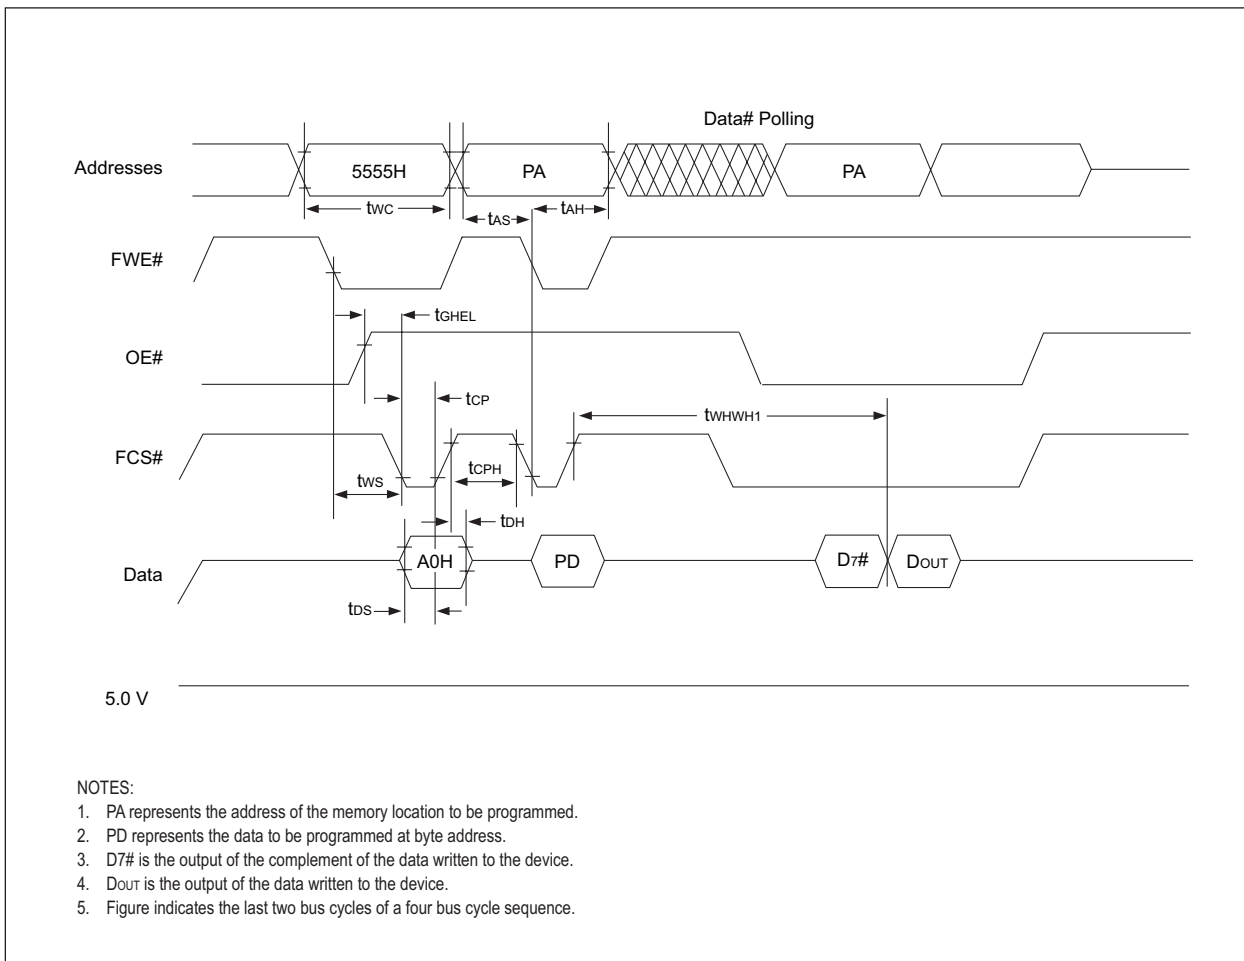 Data# Polling
Addresses
5555H
PA
PA
tWC
tAS
tAH
FWE#
tGHEL
OE#
tCP
tWHWH1
FCS#
tCPH
tWS
tDH
Data
A0H
PD
D7#
DOUT
tDS
5.0 V
NOTES:
1. PA represents the address of the memory location to be programmed.
2. PD represents the data to be programmed at byte address.
3. D7# is the output of the complement of the data written to the device.
4. DOUT is the output of the data written to the device.
5. Figure indicates the last two bus cycles of a four bus cycle sequence.